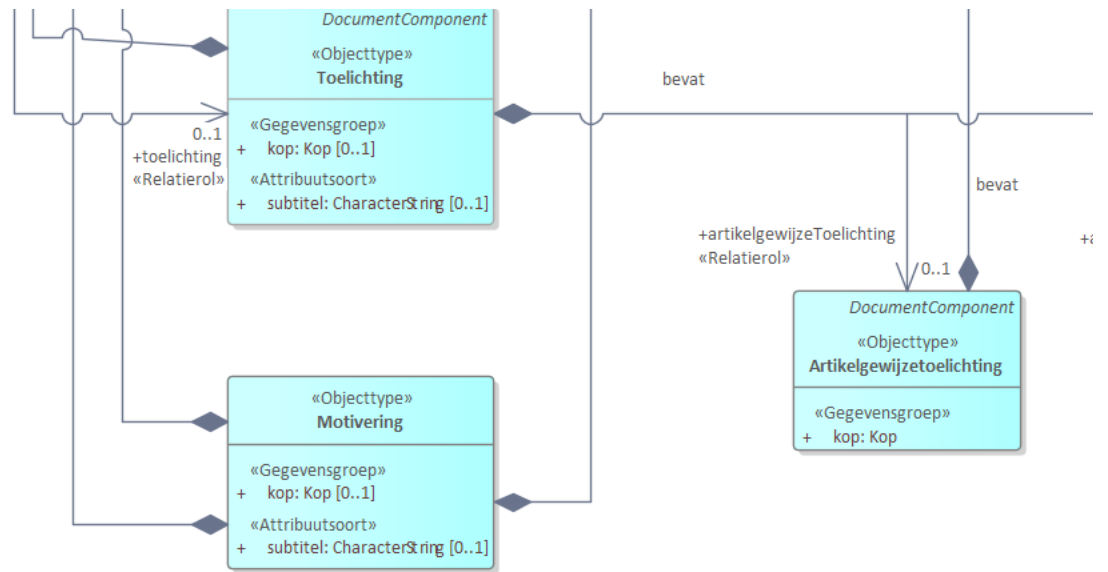 DocumentComponent
«Objecttype»
Toelichting
«Gegevensgroep»
+ kop: Kop [0..1]
«Attribuutsoort»
+ subtitel: CharacterString [0..1]
0..1
+toelichting
«Relatierol»
bevat
bevat
+artikelgewijzeToelichting
«Relatierol»
0..1
+a
DocumentComponent
«Objecttype»
Artikelgewijzetoelichting
«Gegevensgroep»
+ kop: Kop
«Objecttype»
Motivering
«Gegevensgroep»
+ kop: Kop [0..1]
«Attribuutsoort»
+ subtitel: CharacterString [0..1]